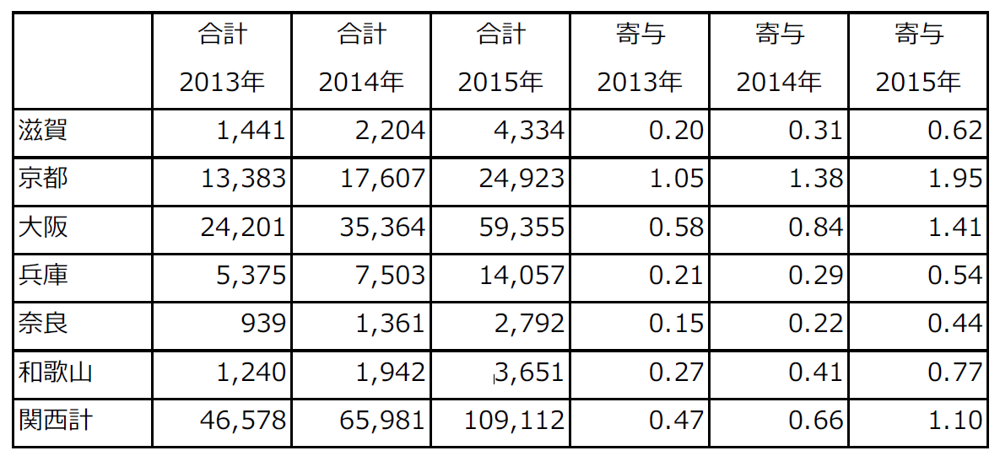 合計 合計 合計 寄与 寄与 寄与
2013年 2014年 2015年 2013年 2014年 2015年
滋賀 1,441 2,204 4,334 0.20 0.31 0.62
京都 13,383 17,607 24,923 1.05 1.38 1.95
大阪 24,201 35,364 59,355 0.58 0.84 1.41
兵庫 5,375 7,503 14,057 0.21 0.29 0.54
奈良 939 1,361 2,792 0.15 0.22 0.44
和歌山 1,240 1,942 3,651 0.27 0.41 0.77
関西計 46,578 65,981 109,112 0.47 0.66 1.10